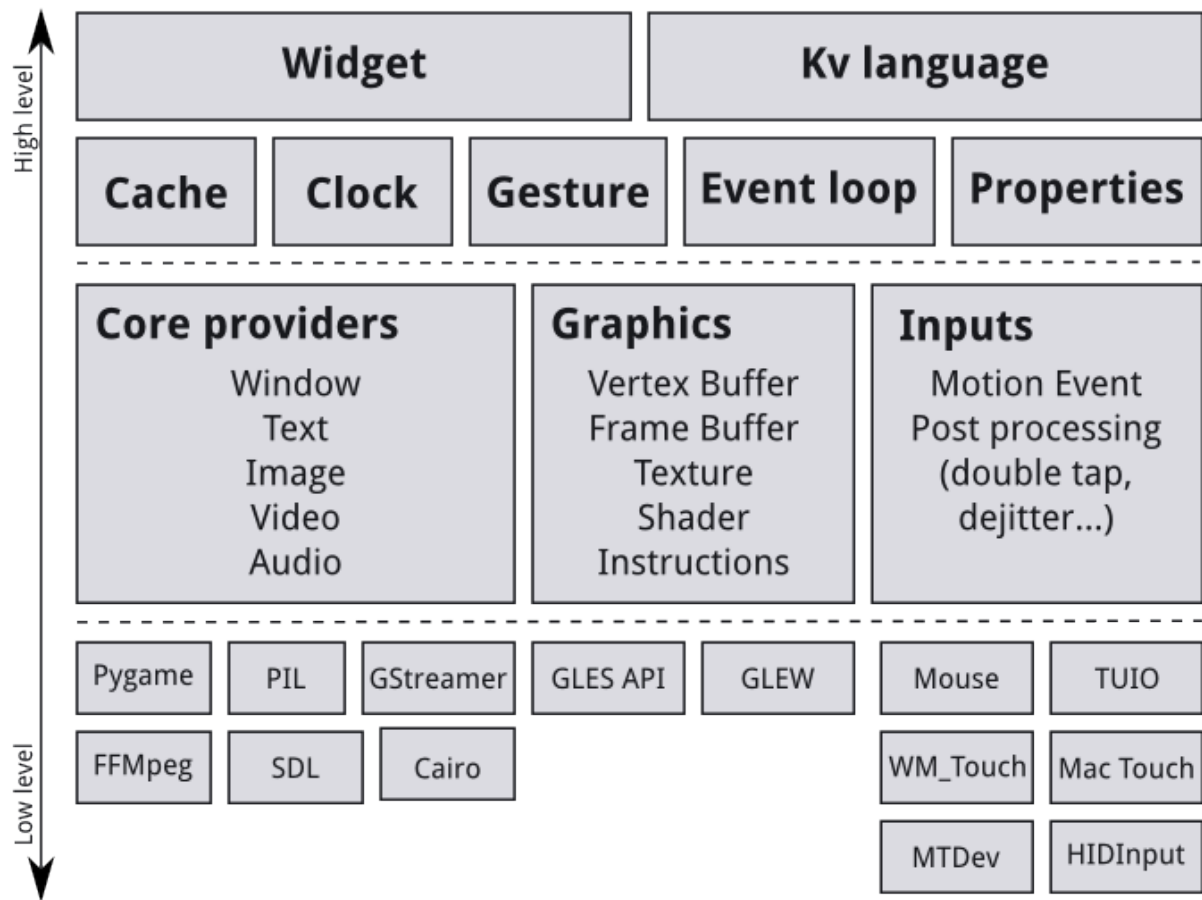 High level
Widget
Kv language
Cache
Clock
Gesture
Event loop
Properties
Core providers
Window
Text
Image
Video
Audio
Graphics
Vertex Buffer
Frame Buffer
Texture
Shader
Instructions
Inputs
Motion Event
Post processing
(double tap,
dejitter...)
Low level
Pygame
PIL
GStreamer
GLES API
GLEW
Mouse
TUIO
FFMpeg
SDL
Cairo
WM_Touch
Mac Touch
MTDev
HIDInput